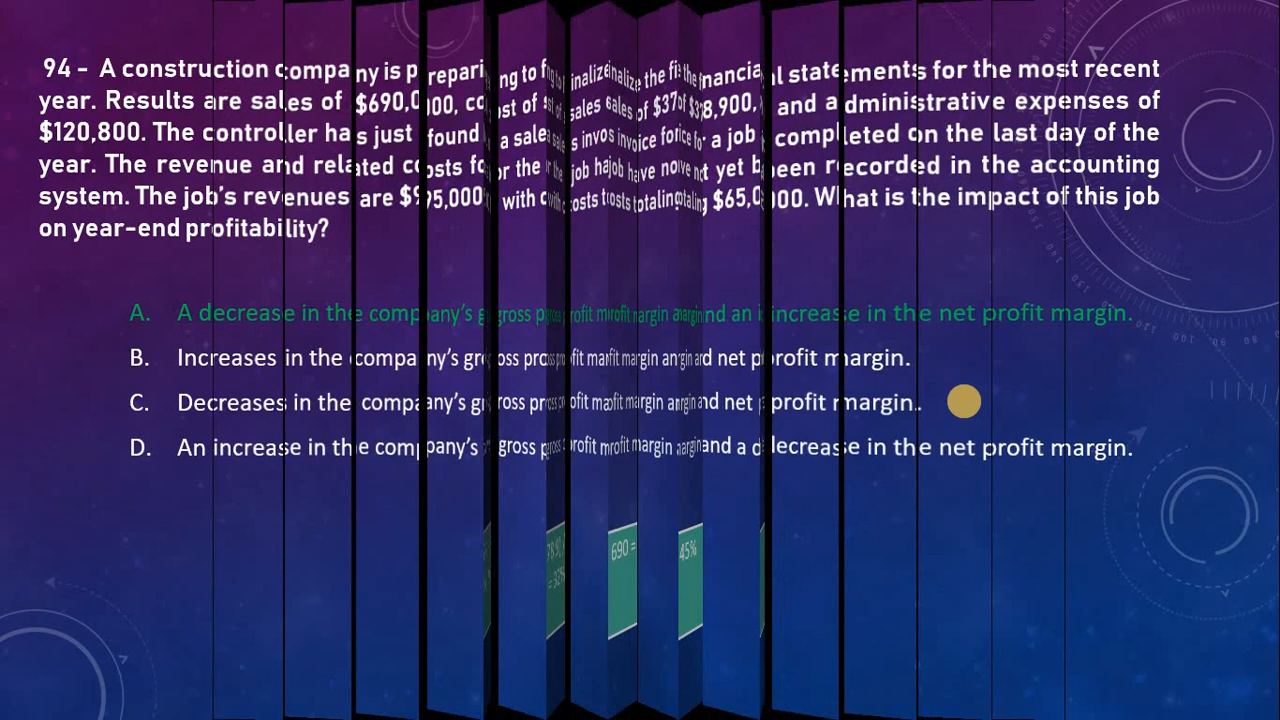 94 - A construction company is preparing to finalize the financial statements for the most recent
year. Results are sales of $690,000, cost of sales of $378,900, and administrative expenses of
$120,800. The controller has just found a sales invoice for a job completed on the last day of the
year. The revenue and related costs for the job have not yet been recorded in the accounting
system. The job's revenues are $95,000 with costs totaling $65,000. What is the impact of this job
on year-end profitability?
A. A decrease in the company's gross profit margin and an increase in the net profit margin.
B. Increases in the company's gross profit margin and net profit margin.
C. Decreases in the company's gross profit margin and net profit margin.
D. An increase in the company's gross profit margin and a decrease in the net profit margin.
690 = 45%